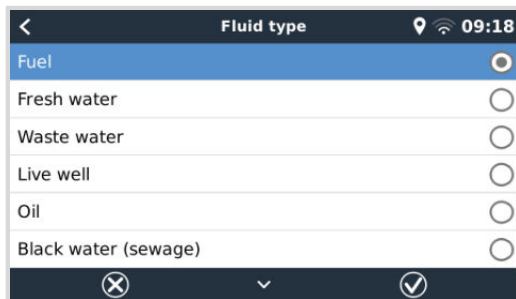 Fluid type 09:18
Fuel
Fresh water
Waste water
Live well
Oil
Black water (sewage)